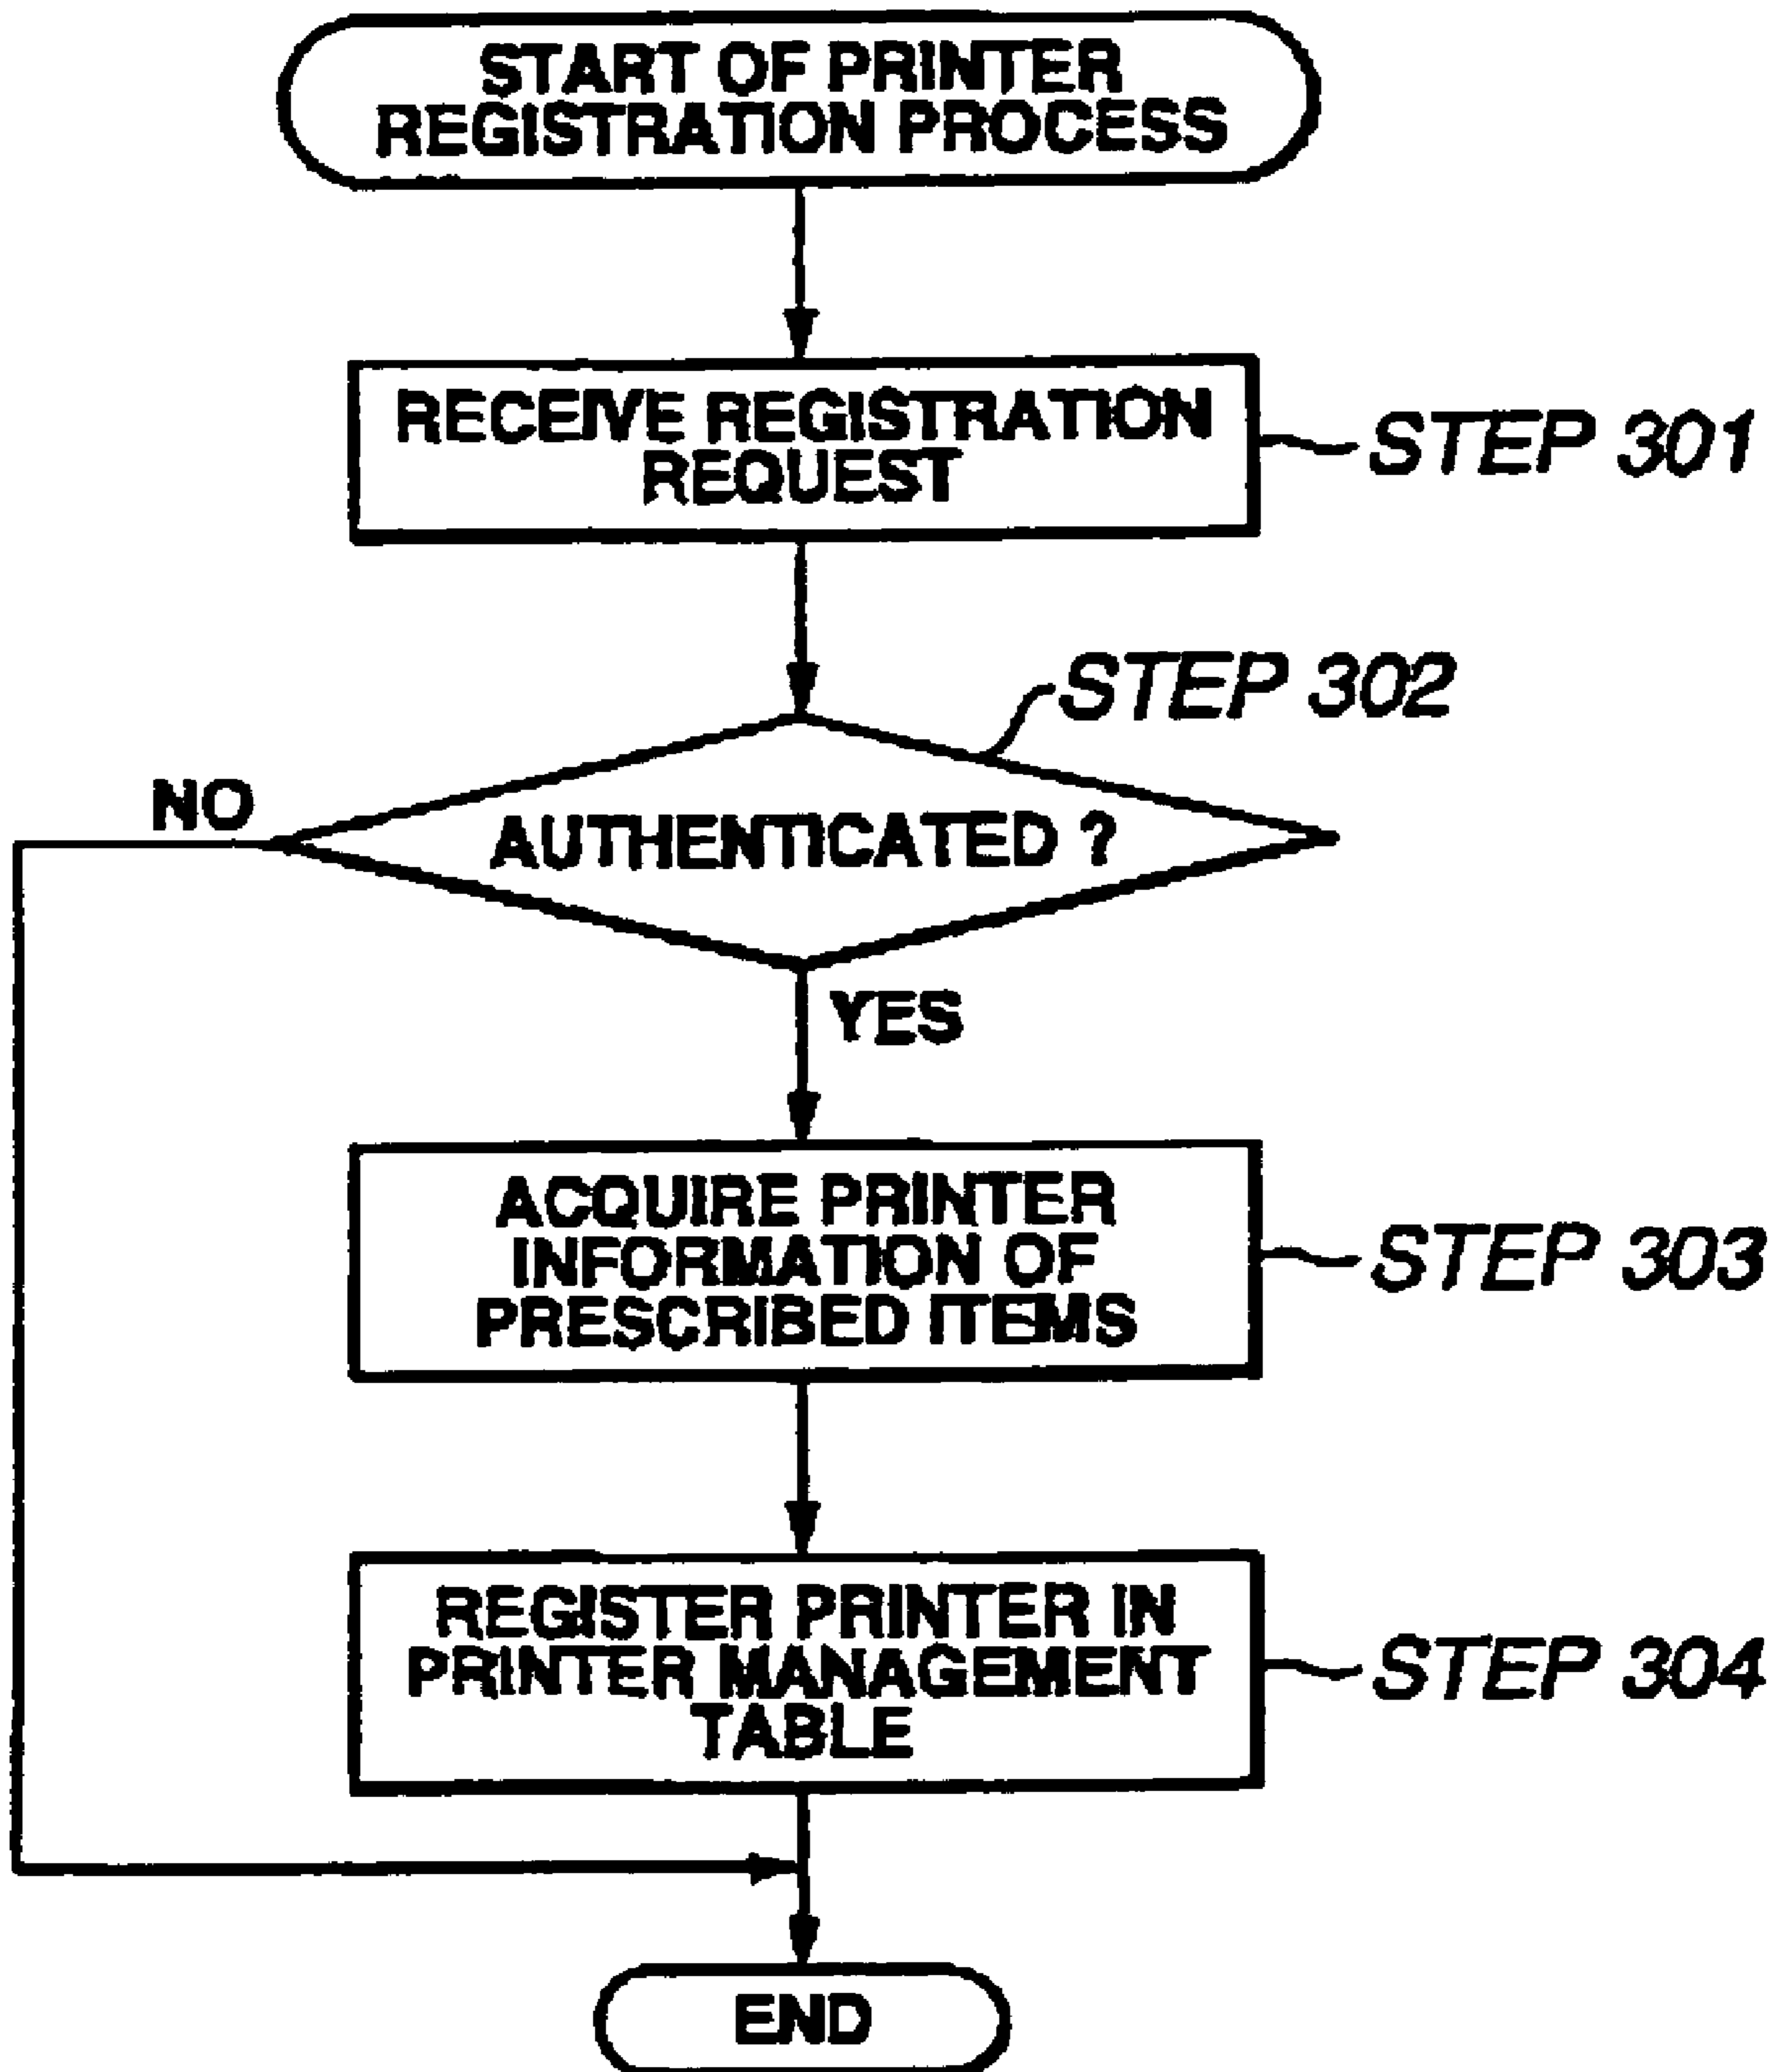 START OF PRINTER
REGISTRATION PROCESS
RECEIVE REGISTRATION
REQUEST
STEP 301
STEP 302
NO
AUTHENTICATED ?
YES
ACQUIRE PRINTER
INFORMATION OF
PRESCRIBED ITEMS
STEP 303
REGISTER PRINTER IN
PRINTER MANAGEMENT
TABLE
STEP 304
END